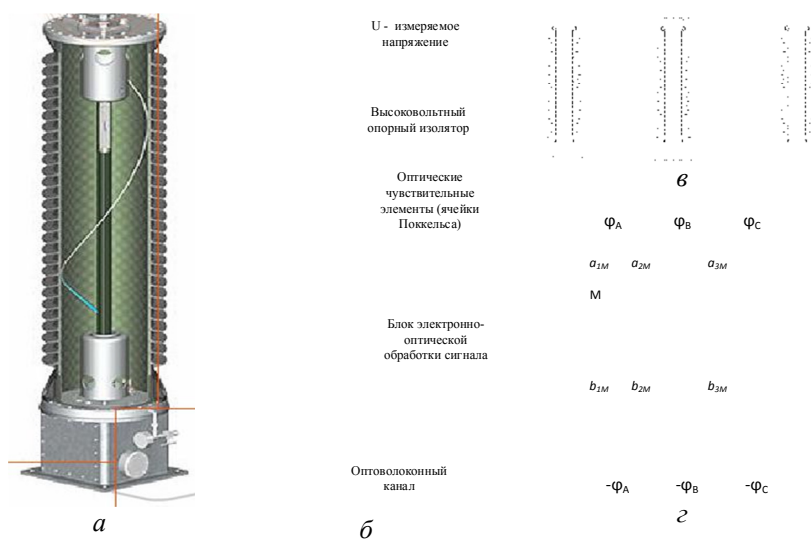 U - измеряемое
напряжение
Высоковольтный
опорный изолятор
Оптические
чувствительные
элементы (ячейки
Поккельса)
Блок электронно-
оптической
обработки сигнала
Оптоволоконный
канал
а
б
в
φA φB φC
a1M a2M a3M
M
b1M b2M b3M
-φA -φB -φC
г